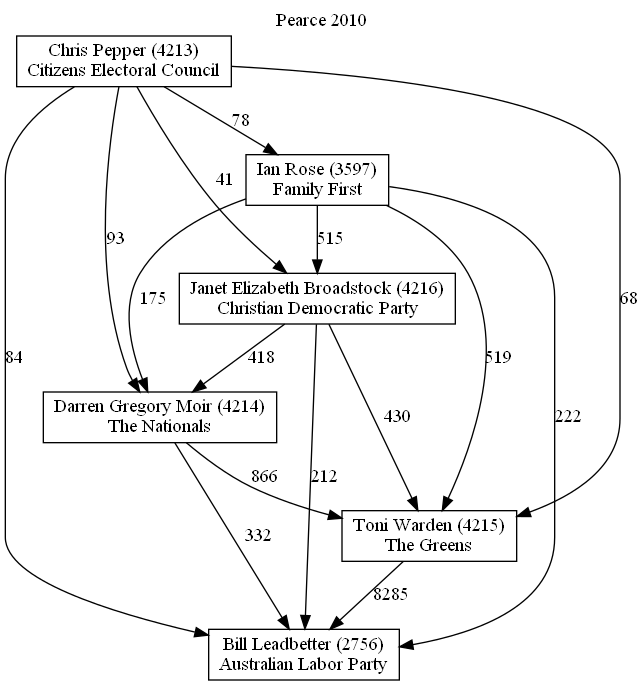 Pearce 2010
Chris Pepper (4213)
Citizens Electoral Council
78
Ian Rose (3597)
Family First
41
93
515
175
Janet Elizabeth Broadstock (4216)
Christian Democratic Party
68
84
418
519
Darren Gregory Moir (4214)
The Nationals
430
222
866
212
Toni Warden (4215)
The Greens
332
8285
Bill Leadbetter (2756)
Australian Labor Party